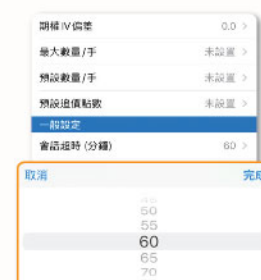 期權 IV 偏差 0.0 >
最大數量/手 未設置 >
預設數量/手 未設置 >
預設追價點數 未設置 >
一般設定
會話超時 (分鐘) 60 >
取消 完成
50
55
60
65
70